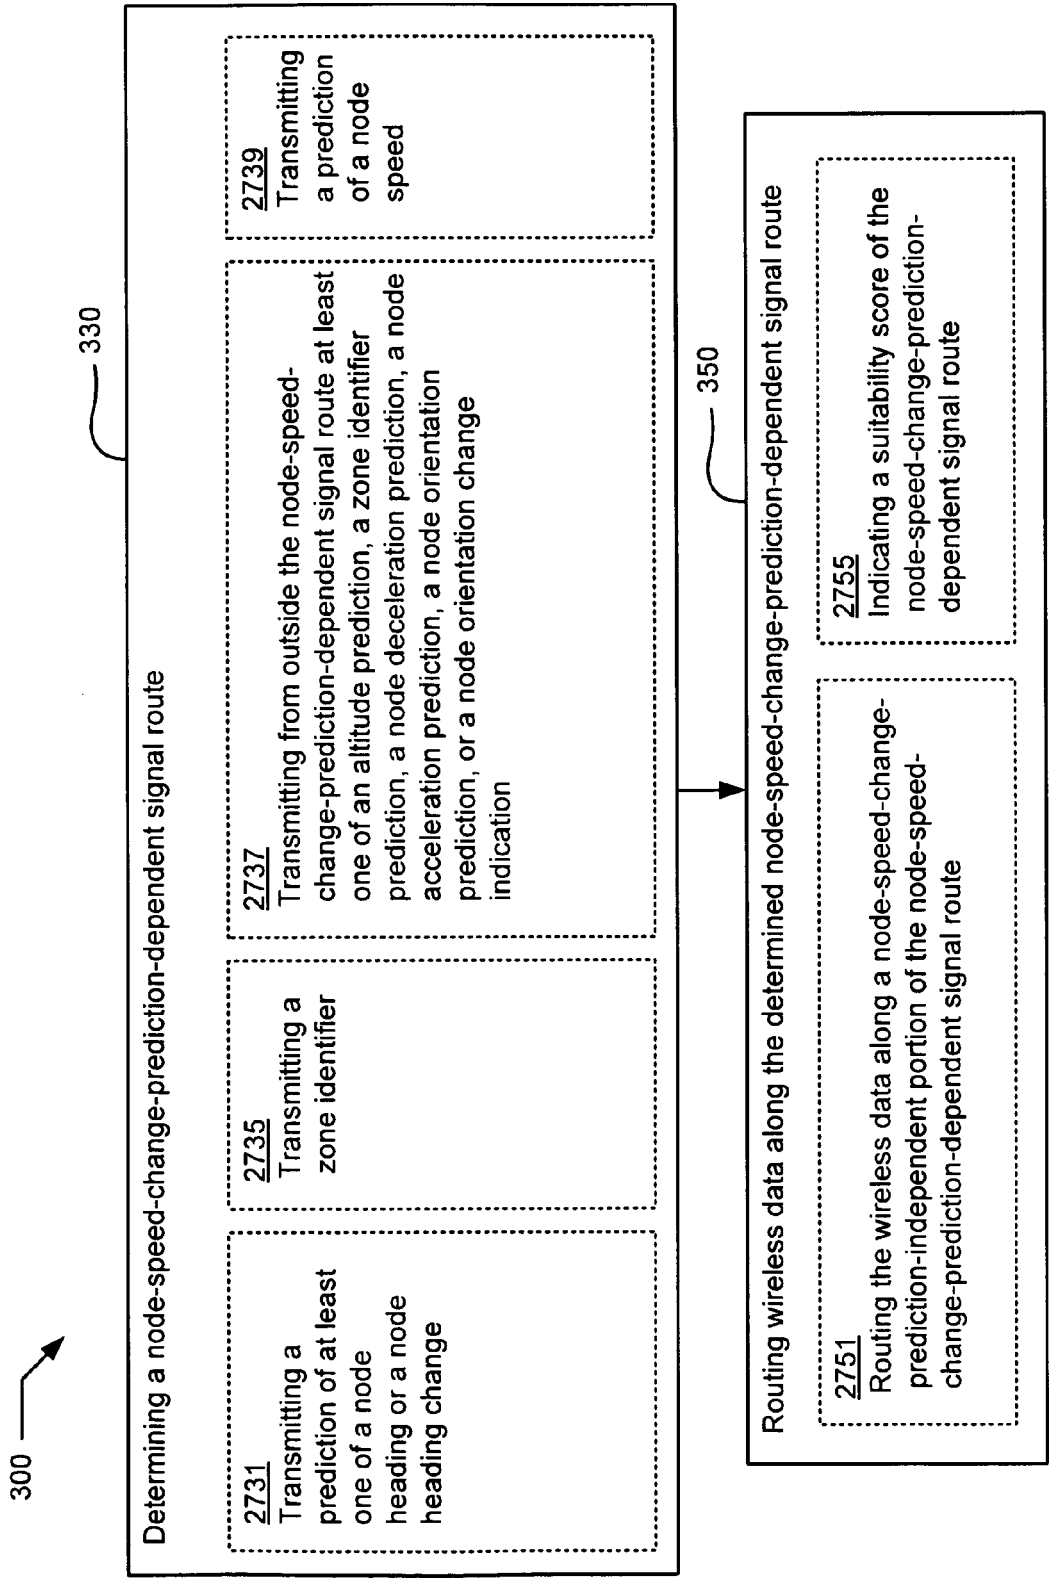 300
330
Determining a node-speed-change-prediction-dependent signal route
2731
Transmitting a
prediction of at least
one of a node
heading or a node
heading change
2735
Transmitting a
zone identifier
2737
Transmitting from outside the node-speed-
change-prediction-dependent signal route at least
one of an altitude prediction, a zone identifier
prediction, a node deceleration prediction, a node
acceleration prediction, a node orientation
prediction, or a node orientation change
indication
2739
Transmitting
a prediction
of a node
speed
350
Routing wireless data along the determined node-speed-change-prediction-dependent signal route
2751
Routing the wireless data along a node-speed-change-
prediction-independent portion of the node-speed-
change-prediction-dependent signal route
2755
Indicating a suitability score of the
node-speed-change-prediction-
dependent signal route